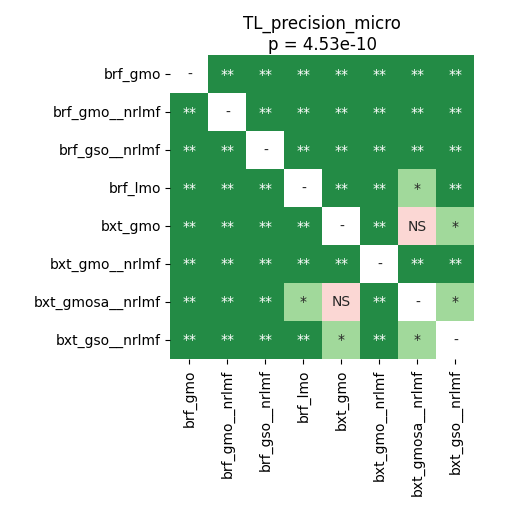 TL_precision_micro
p = 4.53e-10
brf_gmo - ** ** ** ** ** ** **
brf_gmo__nrlmf ** - ** ** ** ** ** **
brf_gso__nrlmf ** ** - ** ** ** ** **
brf_lmo ** ** ** - ** ** * **
bxt_gmo ** ** ** ** - ** NS *
bxt_gmo__nrlmf ** ** ** ** ** - ** **
bxt_gmosa__nrlmf ** ** ** * NS ** - *
bxt_gso__nrlmf ** ** ** ** * ** * -
brf_gmo
brf_gmo__nrlmf
brf_gso__nrlmf
brf_lmo
bxt_gmo
bxt_gmo__nrlmf
bxt_gmosa__nrlmf
bxt_gso__nrlmf